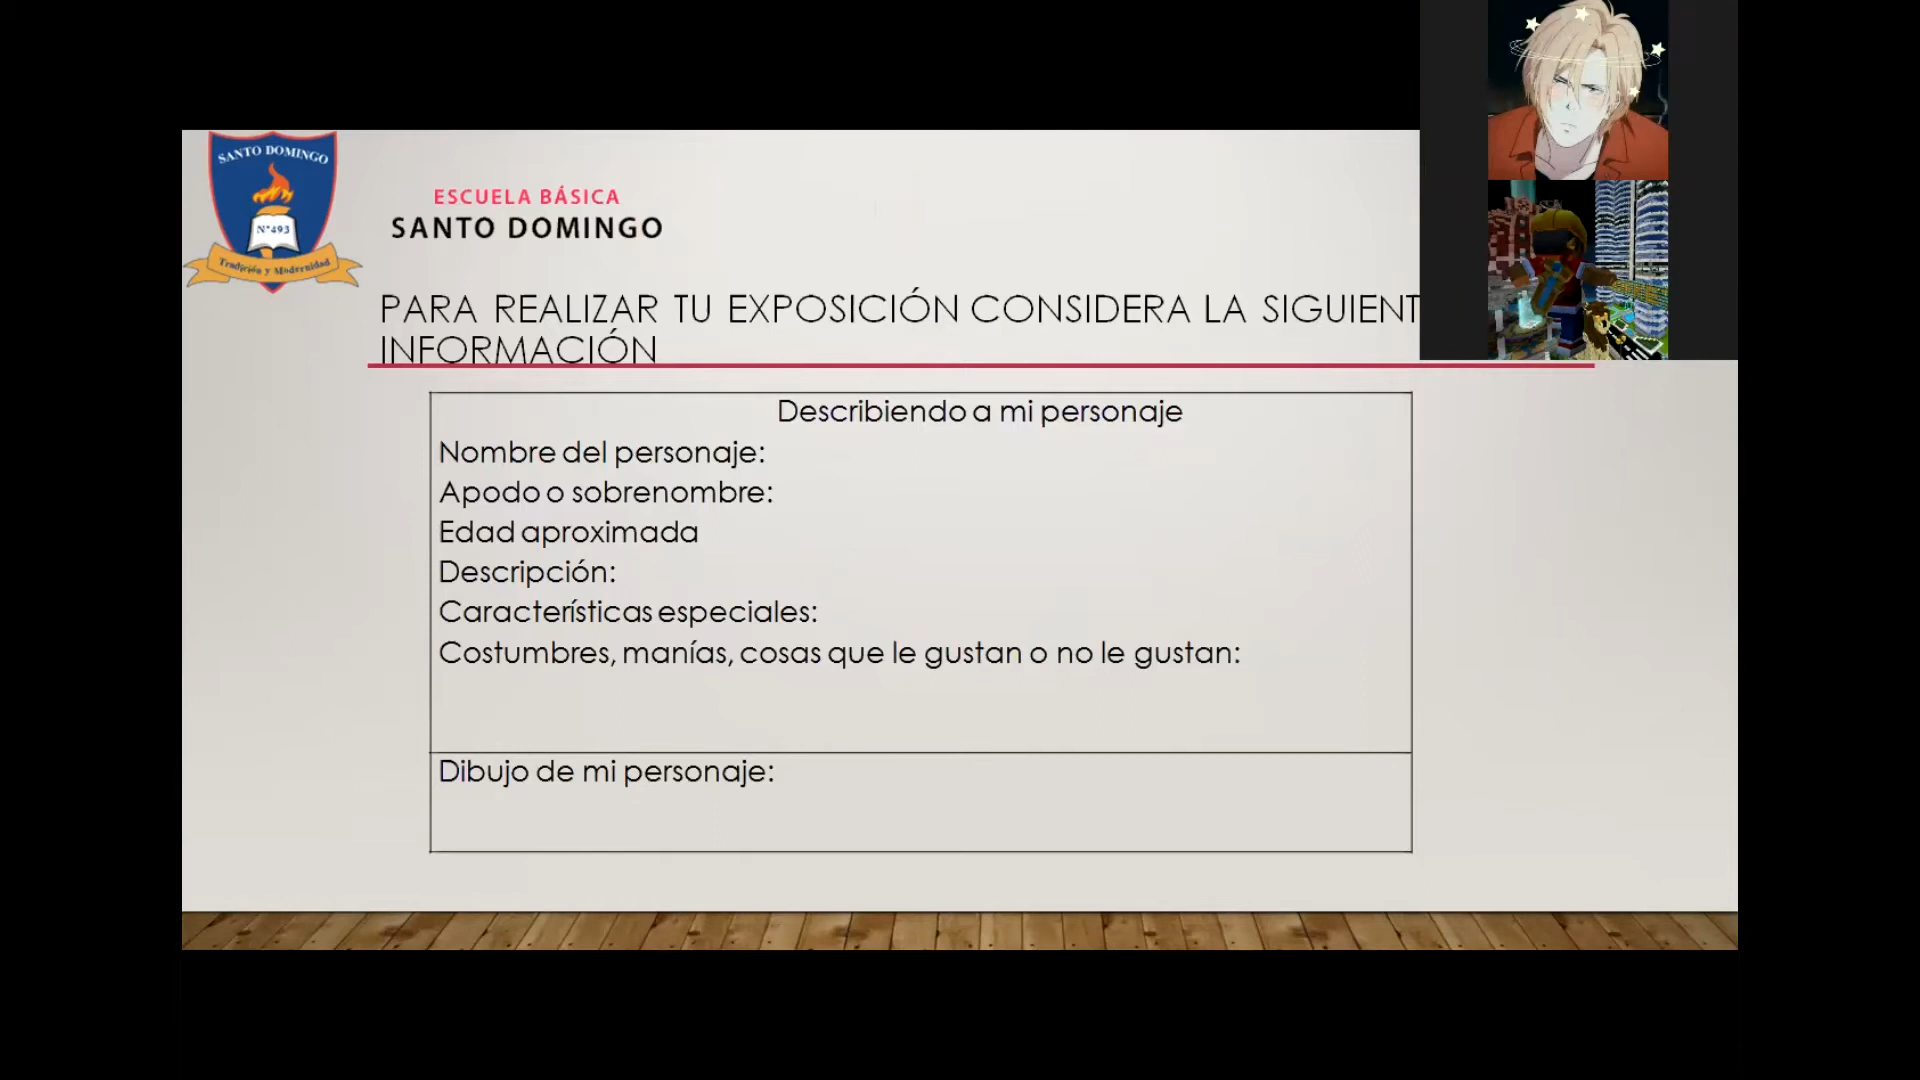 SANTO DOMINGO
N°493
Tradición y Modernidad
ESCUELA BÁSICA
SANTO DOMINGO
PARA REALIZAR TU EXPOSICIÓN CONSIDERA LA SIGUIENT
INFORMACIÓN
Describiendo a mi personaje
Nombre del personaje:
Apodo o sobrenombre:
Edad aproximada
Descripción:
Características especiales:
Costumbres, manías, cosas que le gustan o no le gustan:
Dibujo de mi personaje: